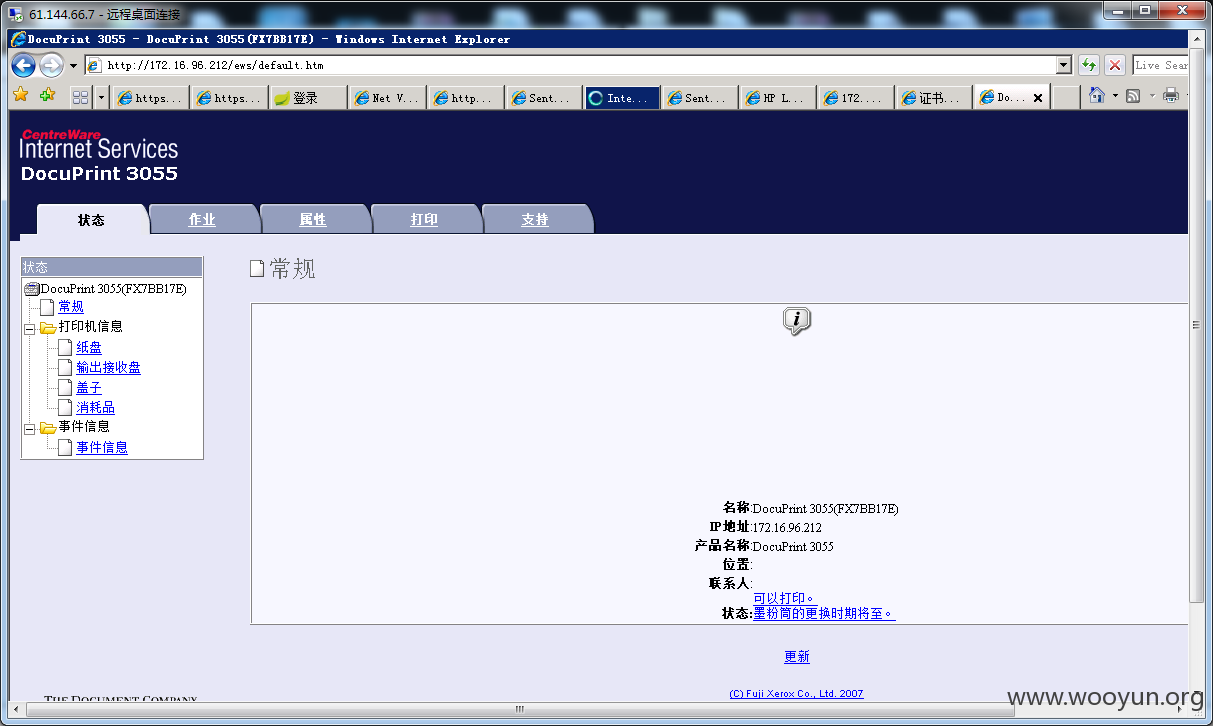 61.144.66.7 - 远程桌面连接
DocuPrint 3055 - DocuPrint 3055(FX7BB17E) - Windows Internet Explorer
http://172.16.96.212/ews/default.htm
Live Sear
https... https... 登录 Net V... http... Sent... Inte... Sent... HP L... 172.... 证书... Do...
CentreWare
Internet Services
DocuPrint 3055
状态 作业 属性 打印 支持
状态
DocuPrint 3055(FX7BB17E)
常规
打印机信息
纸盘
输出接收盘
盖子
消耗品
事件信息
事件信息
常规
名称:DocuPrint 3055(FX7BB17E)
IP地址:172.16.96.212
产品名称:DocuPrint 3055
位置:
联系人:
可以打印。
状态:墨粉筒的更换时期将至。
更新
(C) Fuji Xerox Co., Ltd. 2007
THE DOCUMENT COMPANY
www.wooyun.org